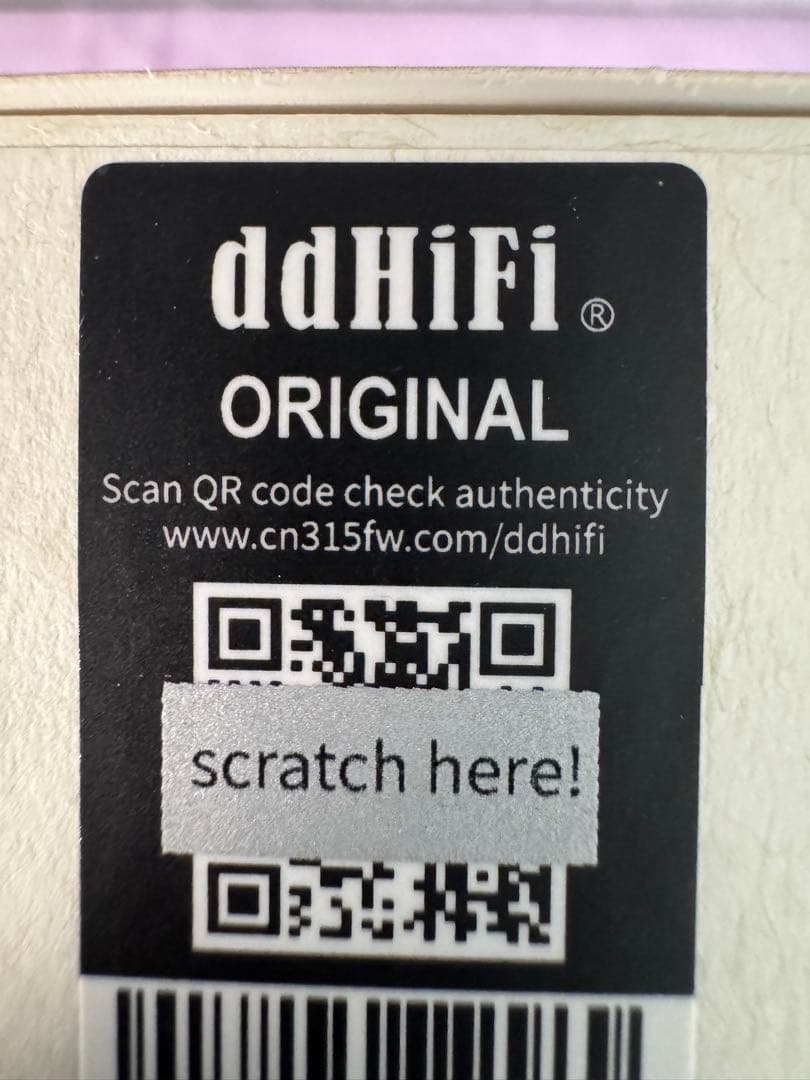 ddHiFi®
ORIGINAL
Scan QR code check authenticity
www.cn315fw.com/ddhifi
scratch here!